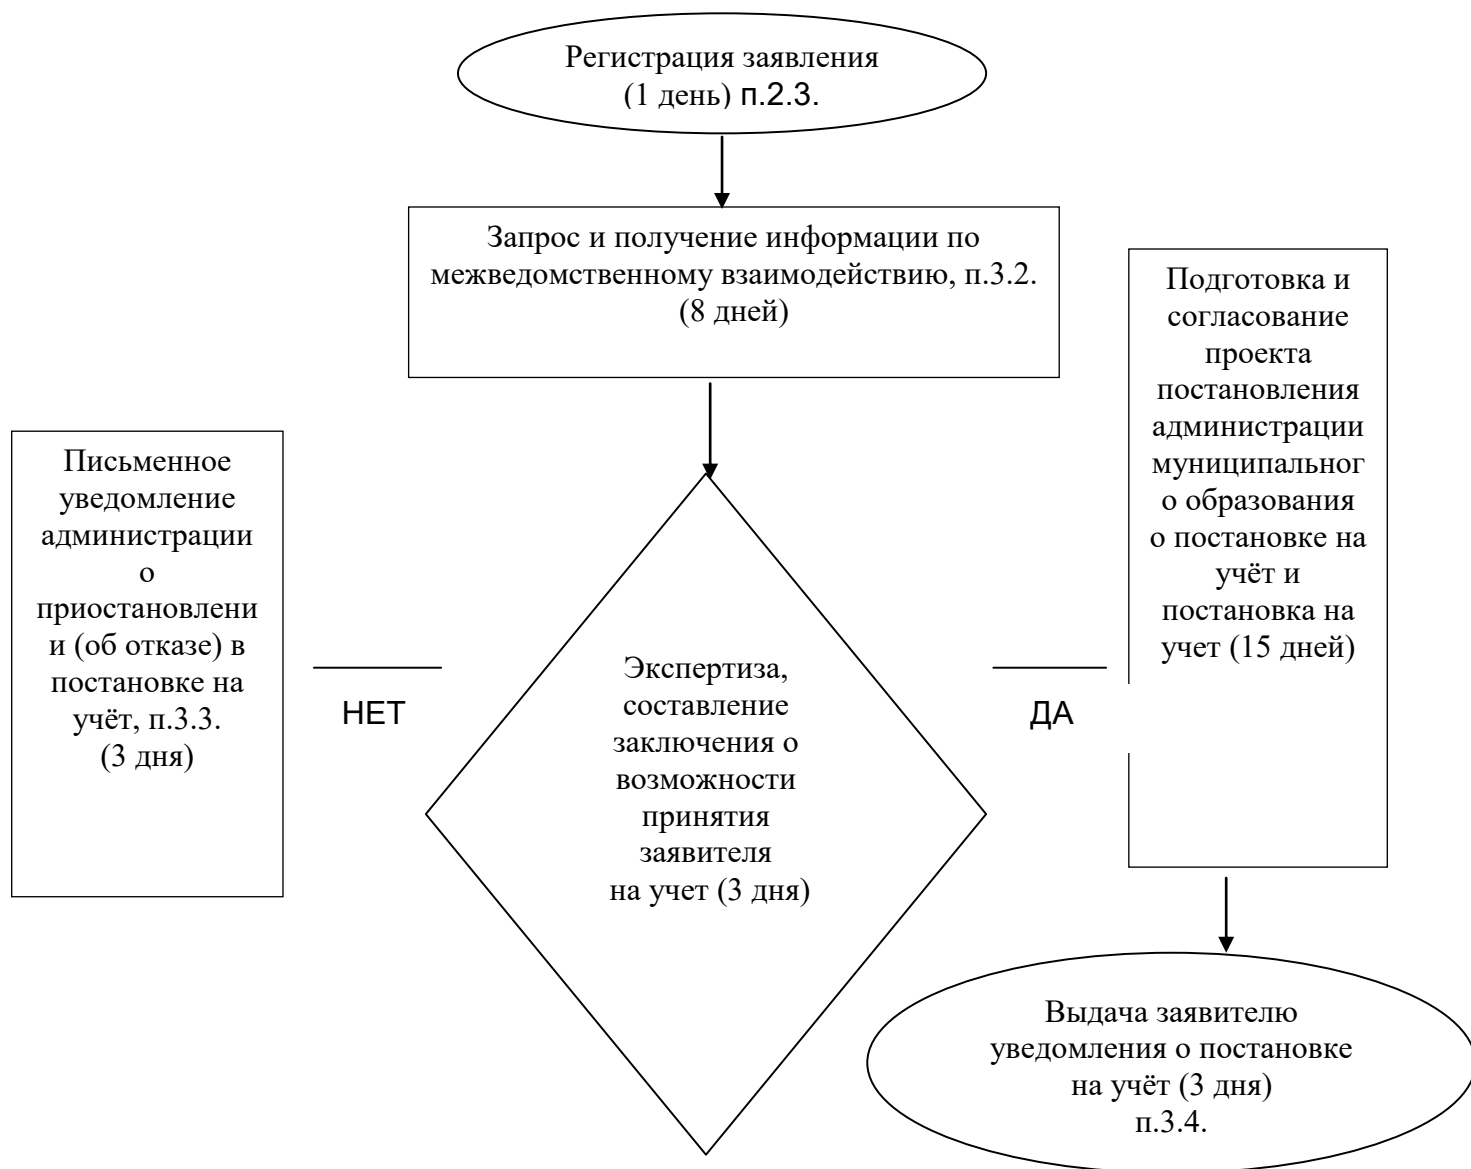 Регистрация заявления
(1 день) п.2.3.
Запрос и получение информации по
межведомственному взаимодействию, п.3.2.
(8 дней)
Подготовка и
согласование
проекта
постановления
администрации
муниципальног
о образования
о постановке на
учёт и
постановка на
учет (15 дней)
Письменное
уведомление
администрации
о
приостановлени
и (об отказе) в
постановке на
учёт, п.3.3.
(3 дня)
НЕТ
Экспертиза,
составление
заключения о
возможности
принятия
заявителя
на учет (3 дня)
ДА
Выдача заявителю
уведомления о постановке
на учёт (3 дня)
п.3.4.